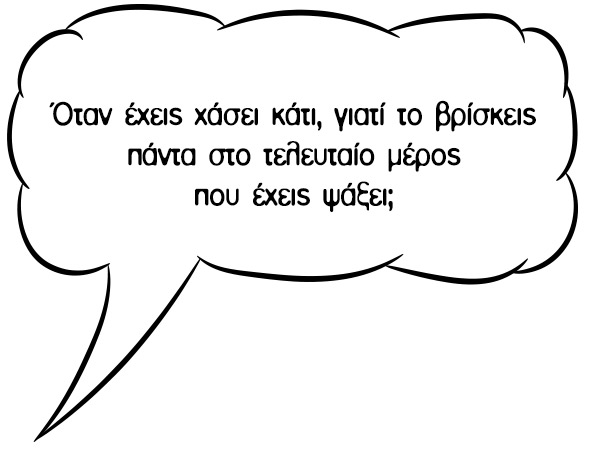 Όταν έχεις χάσει κάτι, γιατί το βρίσκεις
πάντα στο τελευταίο μέρος
που έχεις ψάξει;